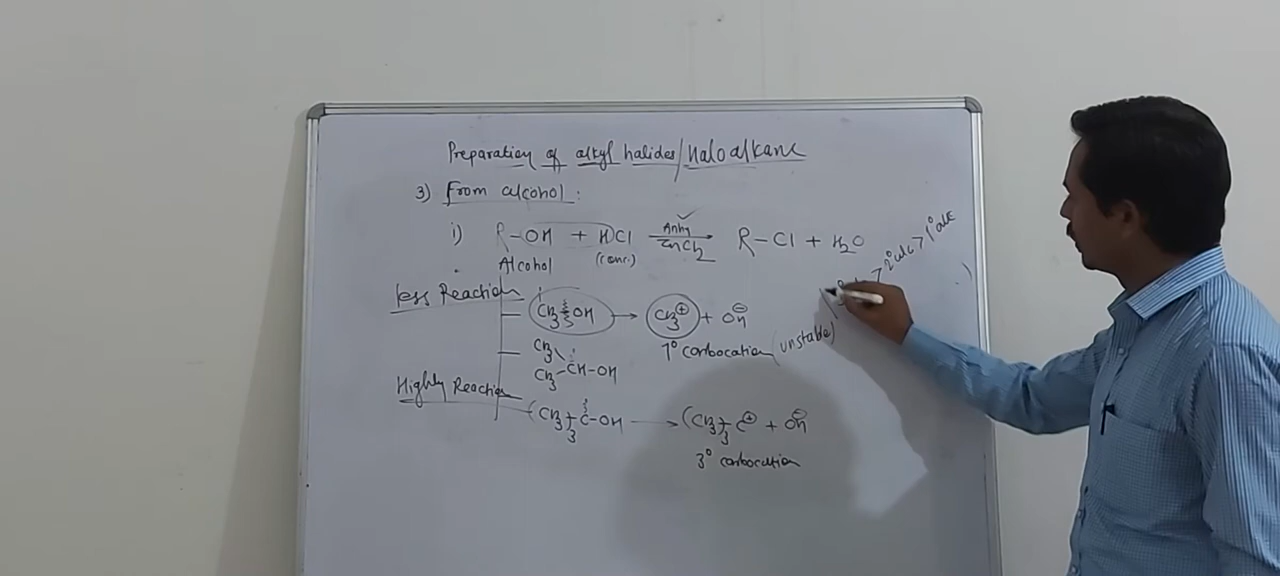 Preparation of alkyl halides/Haloalkane
3) From alcohol:
i) R-OH + HCl Anhy ZnCl2 R-Cl + H2O
Alcohol (conc.)
less Reaction
CH3 OH → CH3⊕ + OH⊖
1° carbocation (unstable)
> 2° alc > 1° alc
CH3
CH3 - CH-OH
Highly Reaction
(CH3)3 C-OH → (CH3)3 C⊕ + OH⊖
3° carbocation